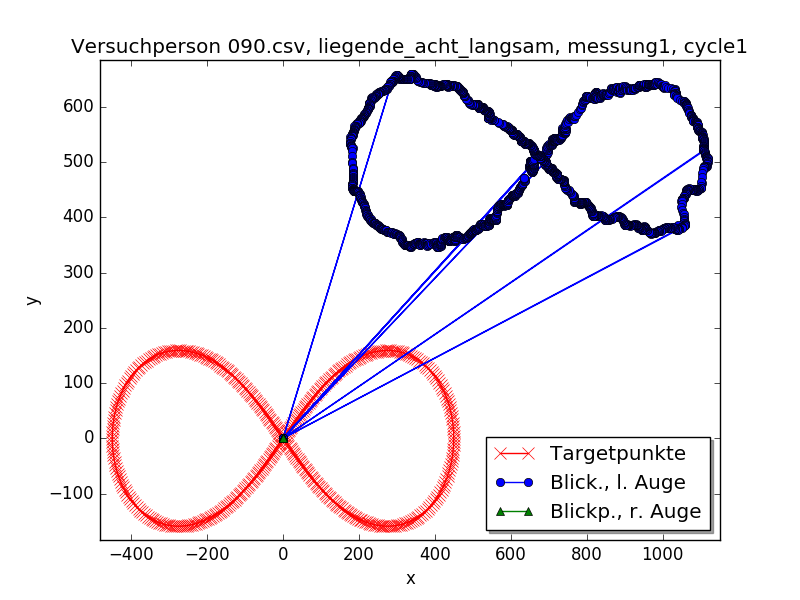 Versuchperson 090.csv, liegende_acht_langsam, messung1, cycle1
600
500
400
300
200
100
0
−100
y
−400 −200 0 200 400 600 800 1000
x
Targetpunkte
Blick., l. Auge
Blickp., r. Auge